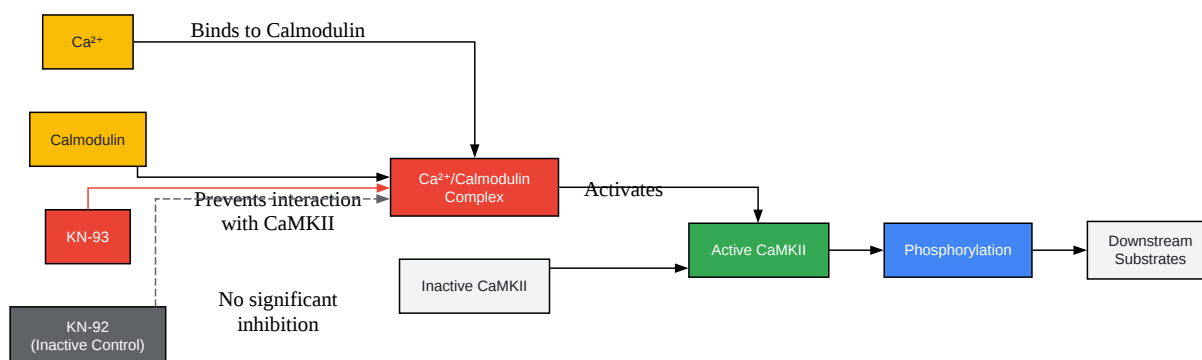 Ca²⁺
Binds to Calmodulin
Calmodulin
Ca²⁺/Calmodulin
Complex
Activates
Prevents interaction
with CaMKII
KN-93
Active CaMKII
Phosphorylation
Downstream
Substrates
Inactive CaMKII
No significant
inhibition
KN-92
(Inactive Control)